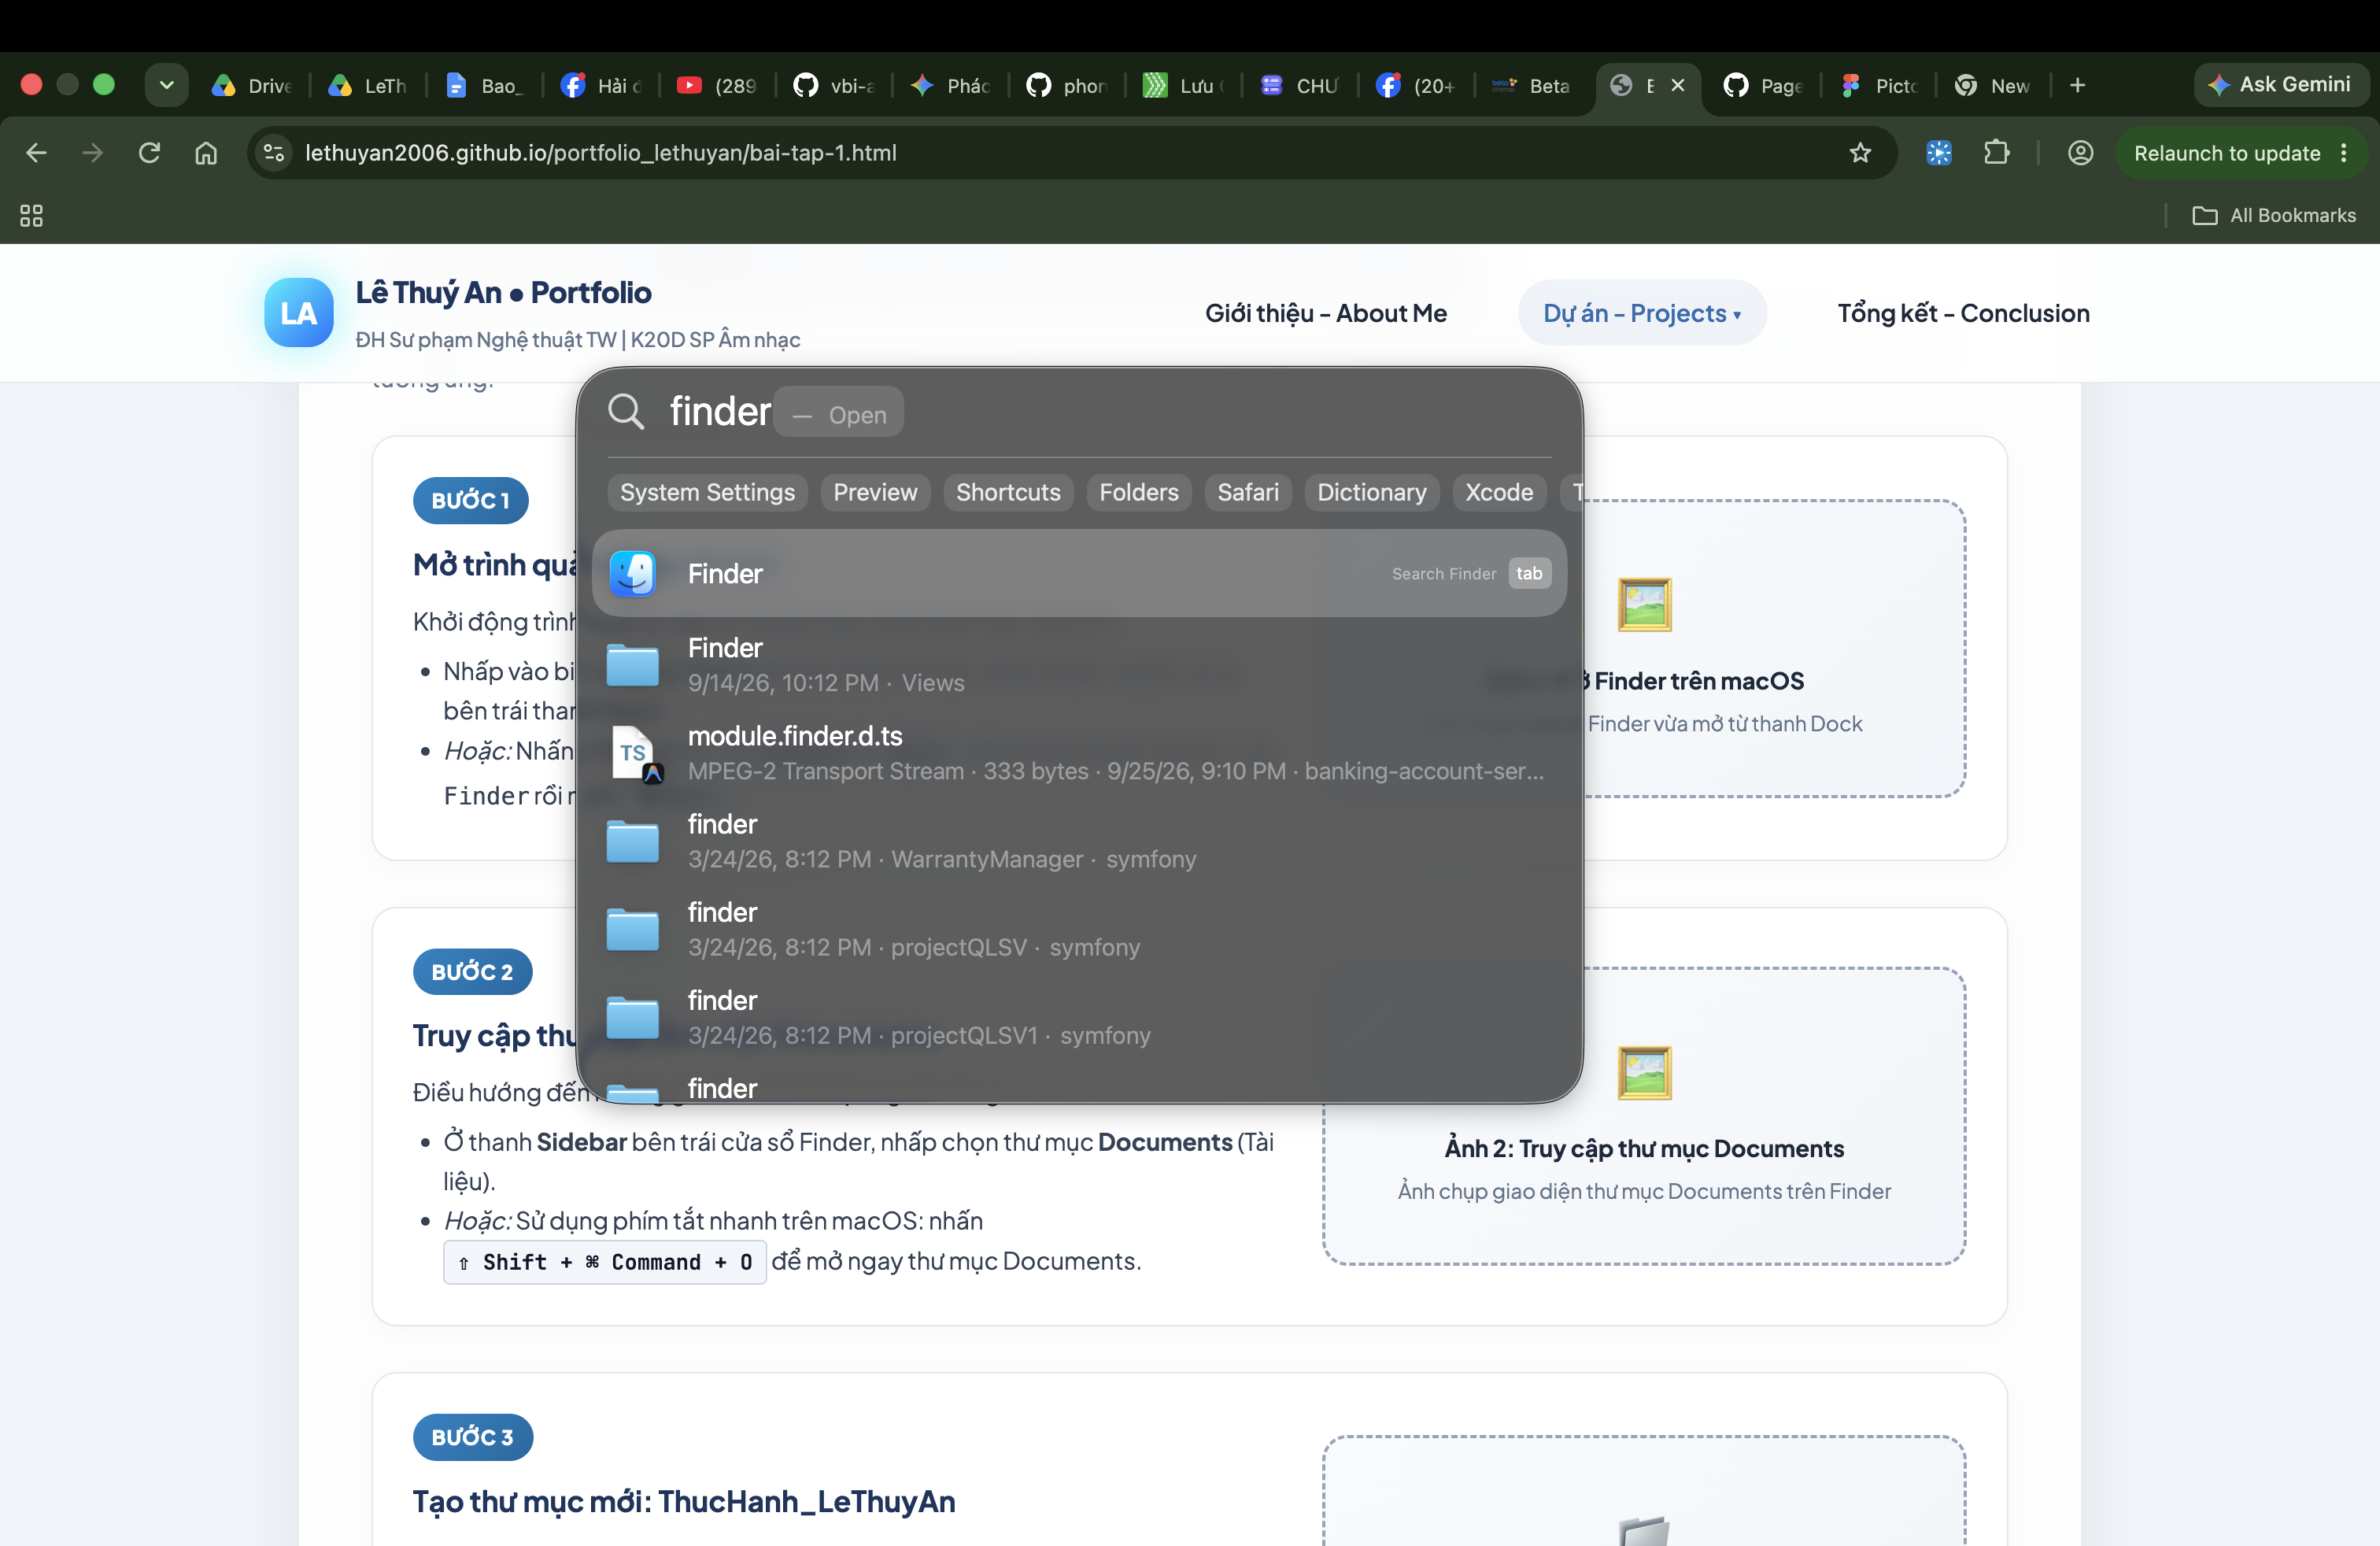 Drive
LeTh
Bao_
Hải d
(289
vbi-a
Phác
phon
Lưu
CHƯ
(20+
Beta
Page
Picto
New
Ask Gemini
lethuyan2006.github.io/portfolio_lethuyan/bai-tap-1.html
Relaunch to update
All Bookmarks
LA
Lê Thuý An ● Portfolio
ĐH Sư phạm Nghệ thuật TW | K20D SP Âm nhạc
Giới thiệu – About Me
Dự án – Projects ▾
Tổng kết – Conclusion
tương ứng.
finder — Open
System Settings
Preview
Shortcuts
Folders
Safari
Dictionary
Xcode
Finder
Search Finder tab
Finder
9/14/26, 10:12 PM · Views
module.finder.d.ts
MPEG-2 Transport Stream · 333 bytes · 9/25/26, 9:10 PM · banking-account-ser...
finder
3/24/26, 8:12 PM · WarrantyManager · symfony
finder
3/24/26, 8:12 PM · projectQLSV · symfony
finder
3/24/26, 8:12 PM · projectQLSV1 · symfony
finder
BƯỚC 1
Mở trình quả
Khởi động trình
Nhấp vào bi
bên trái than
Hoặc: Nhấn
Finder rồi
Finder trên macOS
Finder vừa mở từ thanh Dock
BƯỚC 2
Truy cập thư
Điều hướng đến
Ở thanh Sidebar bên trái cửa sổ Finder, nhấp chọn thư mục Documents (Tài
liệu).
Hoặc: Sử dụng phím tắt nhanh trên macOS: nhấn
⇧ Shift + ⌘ Command + O để mở ngay thư mục Documents.
Ảnh 2: Truy cập thư mục Documents
Ảnh chụp giao diện thư mục Documents trên Finder
BƯỚC 3
Tạo thư mục mới: ThucHanh_LeThuyAn